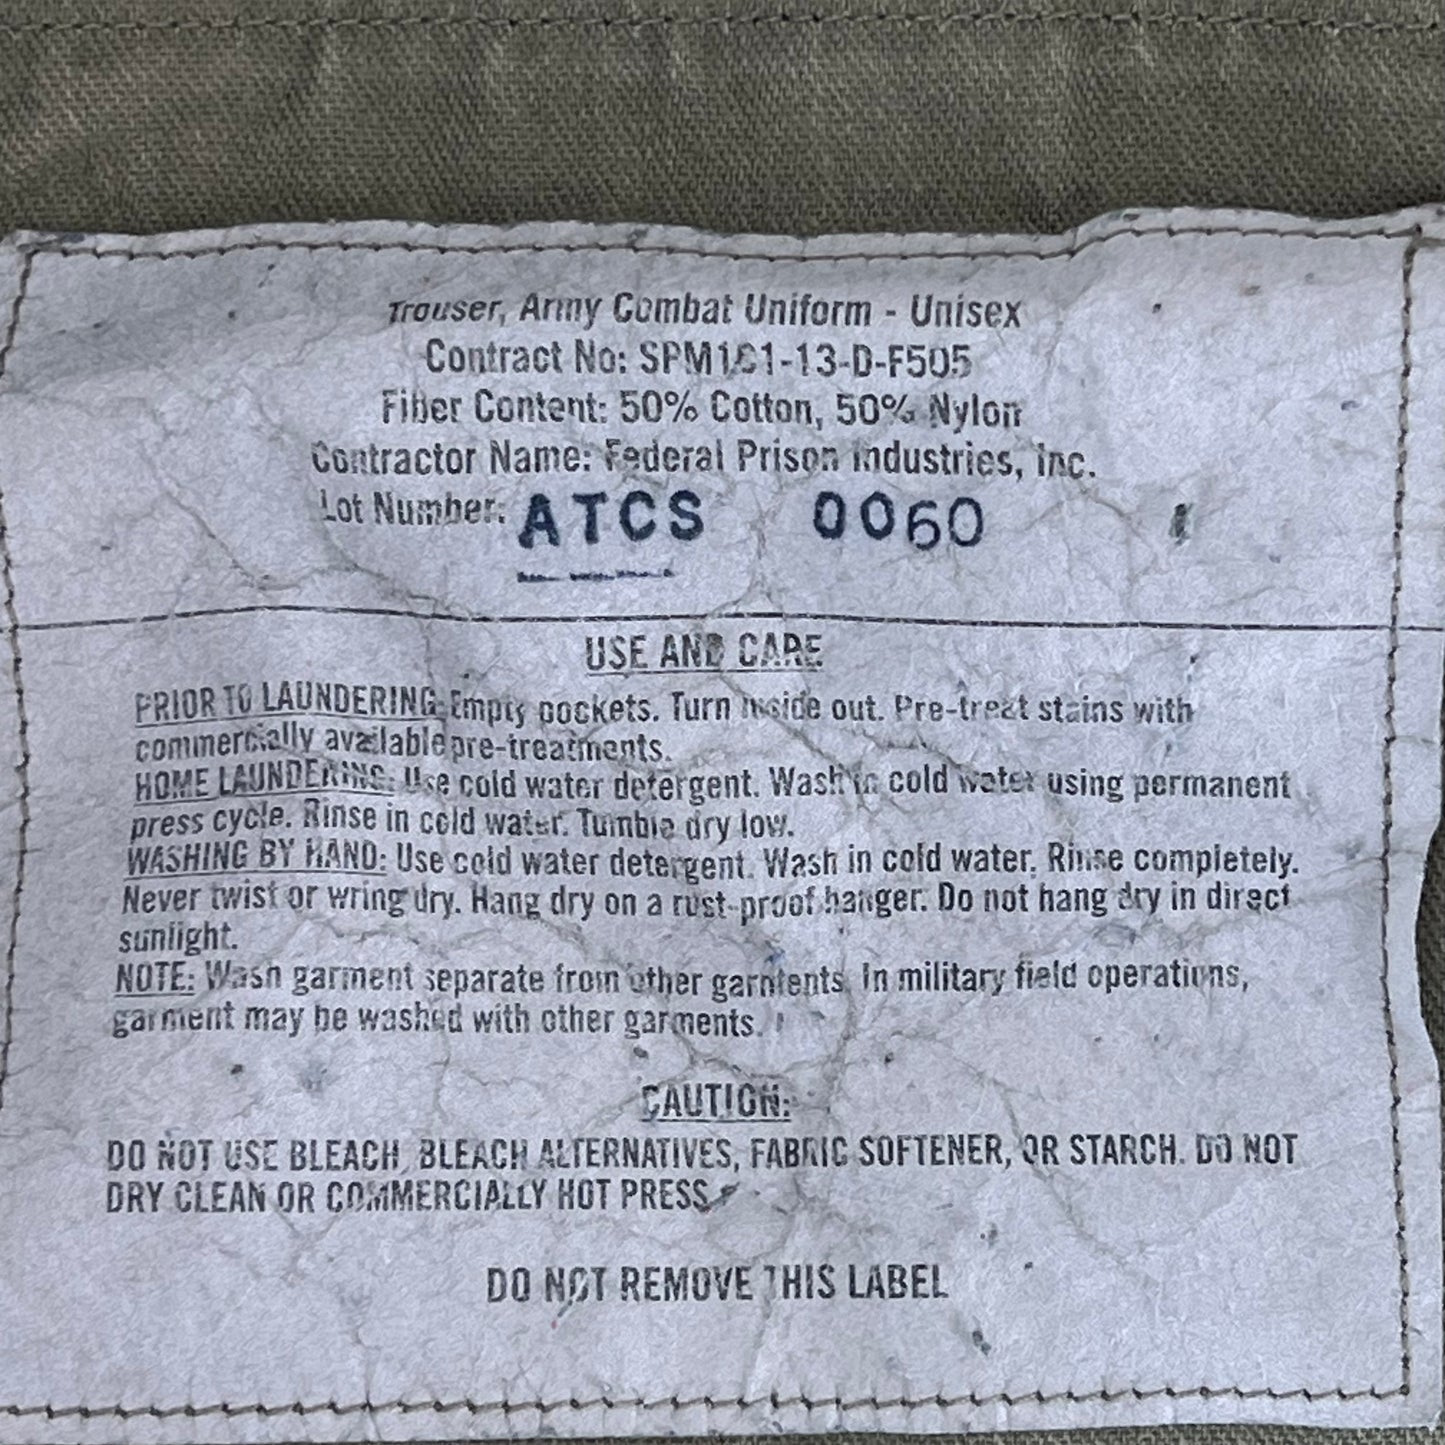 Trouser, Army Combat Uniform - Unisex
Contract No: SPM1C1-13-D-F505
Fiber Content: 50% Cotton, 50% Nylon
Contractor Name: Federal Prison Industries, Inc.
Lot Number: ATCS 0060
USE AND CARE
PRIOR TO LAUNDERING: Empty pockets. Turn inside out. Pre-treat stains with
commercially available pre-treatments.
HOME LAUNDERING: Use cold water detergent. Wash in cold water using permanent
press cycle. Rinse in cold water. Tumble dry low.
WASHING BY HAND: Use cold water detergent. Wash in cold water. Rinse completely.
Never twist or wring dry. Hang dry on a rust-proof hanger. Do not hang dry in direct
sunlight.
NOTE: Wash garment separate from other garments. In military field operations,
garment may be washed with other garments.
CAUTION:
DO NOT USE BLEACH, BLEACH ALTERNATIVES, FABRIC SOFTENER, OR STARCH. DO NOT
DRY CLEAN OR COMMERCIALLY HOT PRESS.
DO NOT REMOVE THIS LABEL